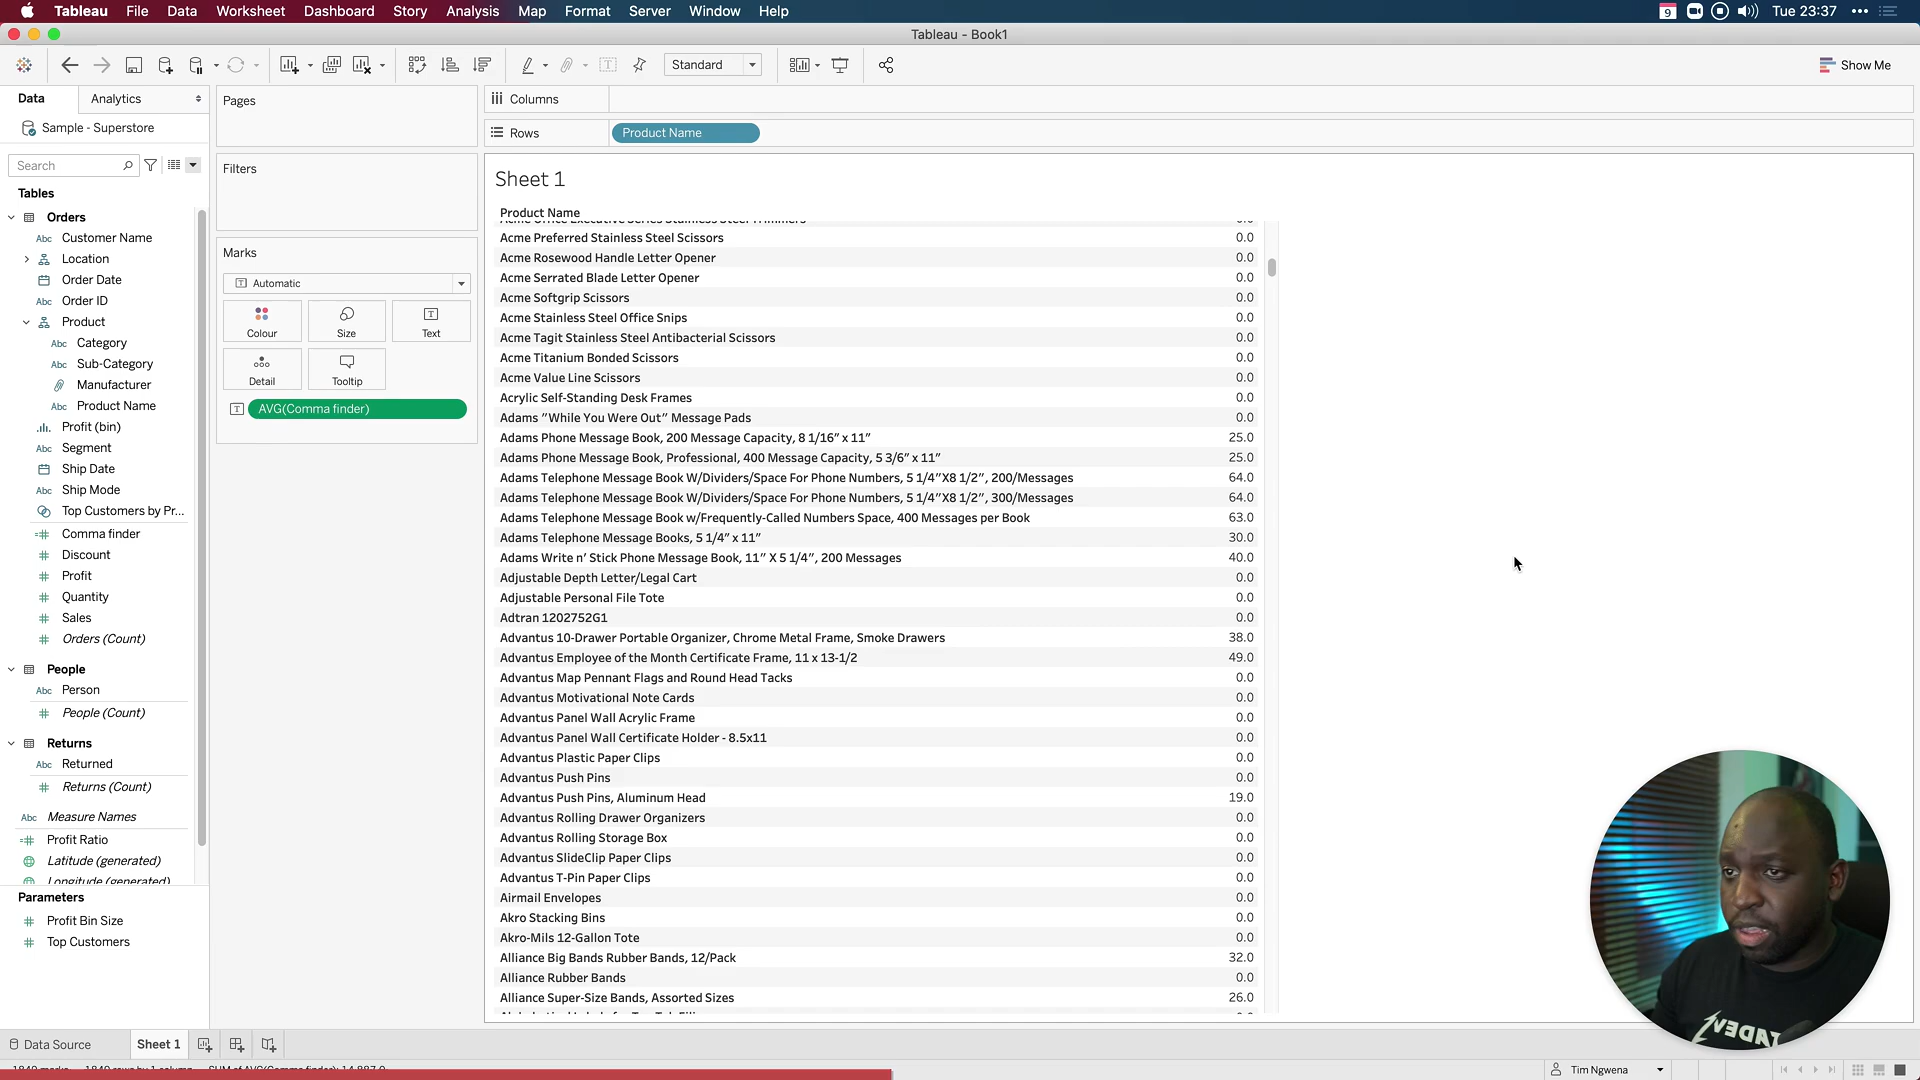 Tableau File Data Worksheet Dashboard Story Analysis Map Format Server Window Help 9 Tue 23:37
Tableau - Book1
Standard Show Me
Data Analytics
Sample - Superstore
Search
Tables
Orders
Abc Customer Name
Location
Order Date
Abc Order ID
Product
Abc Category
Abc Sub-Category
Manufacturer
Abc Product Name
Profit (bin)
Abc Segment
Ship Date
Abc Ship Mode
Top Customers by Pr...
Comma finder
Discount
Profit
Quantity
Sales
Orders (Count)
People
Abc Person
People (Count)
Returns
Abc Returned
Returns (Count)
Abc Measure Names
Profit Ratio
Latitude (generated)
Longitude (generated)
Parameters
Profit Bin Size
Top Customers
Pages
Filters
Marks
Automatic
Colour Size Text
Detail Tooltip
AVG(Comma finder)
Columns
Rows Product Name
Sheet 1
Product Name
Acme Office Executive Series Stainless Steel Trimmers 0.0
Acme Preferred Stainless Steel Scissors 0.0
Acme Rosewood Handle Letter Opener 0.0
Acme Serrated Blade Letter Opener 0.0
Acme Softgrip Scissors 0.0
Acme Stainless Steel Office Snips 0.0
Acme Tagit Stainless Steel Antibacterial Scissors 0.0
Acme Titanium Bonded Scissors 0.0
Acme Value Line Scissors 0.0
Acrylic Self-Standing Desk Frames 0.0
Adams "While You Were Out" Message Pads 0.0
Adams Phone Message Book, 200 Message Capacity, 8 1/16" x 11" 25.0
Adams Phone Message Book, Professional, 400 Message Capacity, 5 3/6" x 11" 25.0
Adams Telephone Message Book W/Dividers/Space For Phone Numbers, 5 1/4"X8 1/2", 200/Messages 64.0
Adams Telephone Message Book W/Dividers/Space For Phone Numbers, 5 1/4"X8 1/2", 300/Messages 64.0
Adams Telephone Message Book w/Frequently-Called Numbers Space, 400 Messages per Book 63.0
Adams Telephone Message Books, 5 1/4" x 11" 30.0
Adams Write n' Stick Phone Message Book, 11" X 5 1/4", 200 Messages 40.0
Adjustable Depth Letter/Legal Cart 0.0
Adjustable Personal File Tote 0.0
Adtran 1202752G1 0.0
Advantus 10-Drawer Portable Organizer, Chrome Metal Frame, Smoke Drawers 38.0
Advantus Employee of the Month Certificate Frame, 11 x 13-1/2 49.0
Advantus Map Pennant Flags and Round Head Tacks 0.0
Advantus Motivational Note Cards 0.0
Advantus Panel Wall Acrylic Frame 0.0
Advantus Panel Wall Certificate Holder - 8.5x11 0.0
Advantus Plastic Paper Clips 0.0
Advantus Push Pins 0.0
Advantus Push Pins, Aluminum Head 19.0
Advantus Rolling Drawer Organizers 0.0
Advantus Rolling Storage Box 0.0
Advantus SlideClip Paper Clips 0.0
Advantus T-Pin Paper Clips 0.0
Airmail Envelopes 0.0
Akro Stacking Bins 0.0
Akro-Mils 12-Gallon Tote 0.0
Alliance Big Bands Rubber Bands, 12/Pack 32.0
Alliance Rubber Bands 0.0
Alliance Super-Size Bands, Assorted Sizes 26.0
Data Source Sheet 1
Tim Ngwena